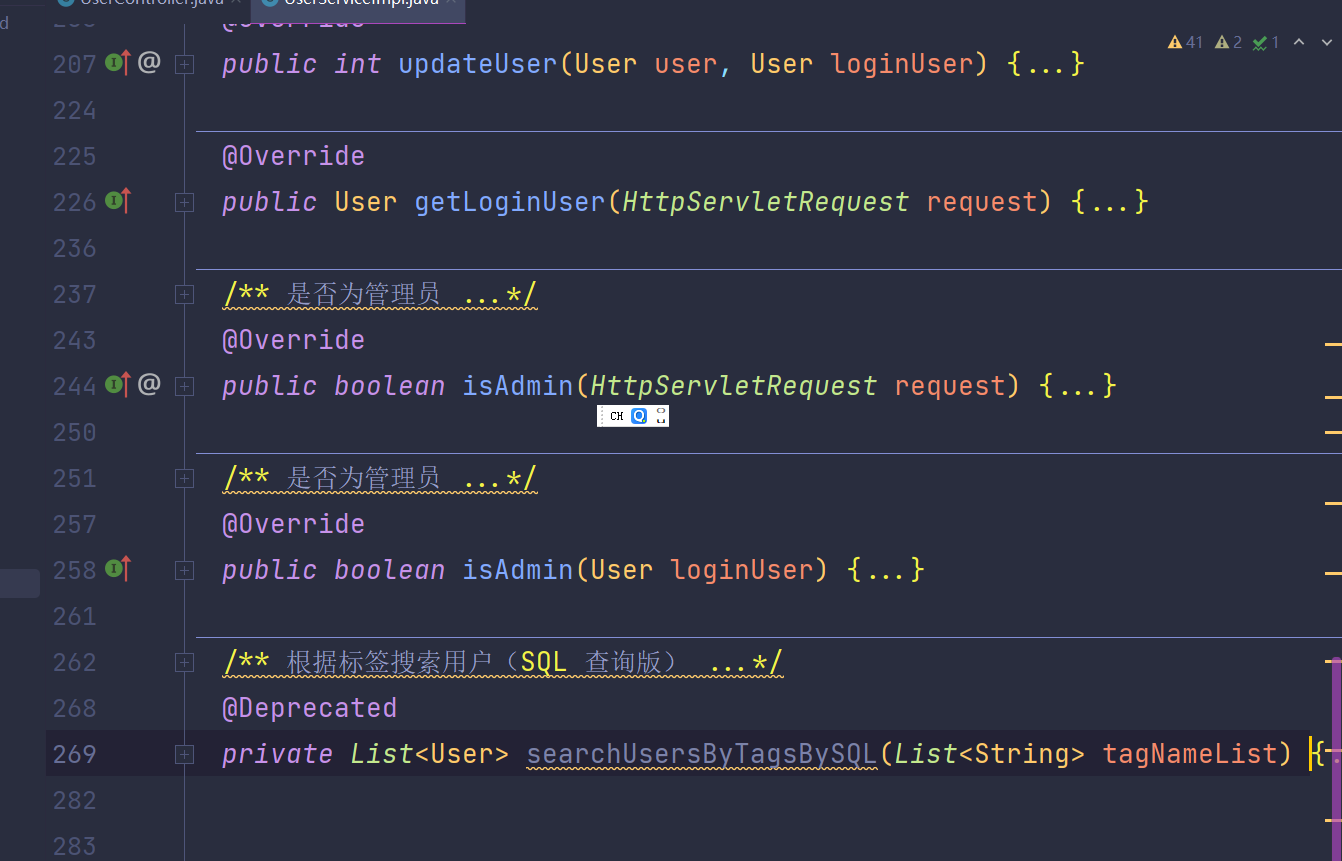 UserController.java UserServiceImpl.java
41 2 1
207 @ public int updateUser(User user, User loginUser) {...}
224
225 @Override
226 public User getLoginUser(HttpServletRequest request) {...}
236
237 /** 是否为管理员 ...*/
243 @Override
244 @ public boolean isAdmin(HttpServletRequest request) {...}
CH
250
251 /** 是否为管理员 ...*/
257 @Override
258 public boolean isAdmin(User loginUser) {...}
261
262 /** 根据标签搜索用户（SQL 查询版） ...*/
268 @Deprecated
269 private List<User> searchUsersByTagsBySQL(List<String> tagNameList) {
282
283